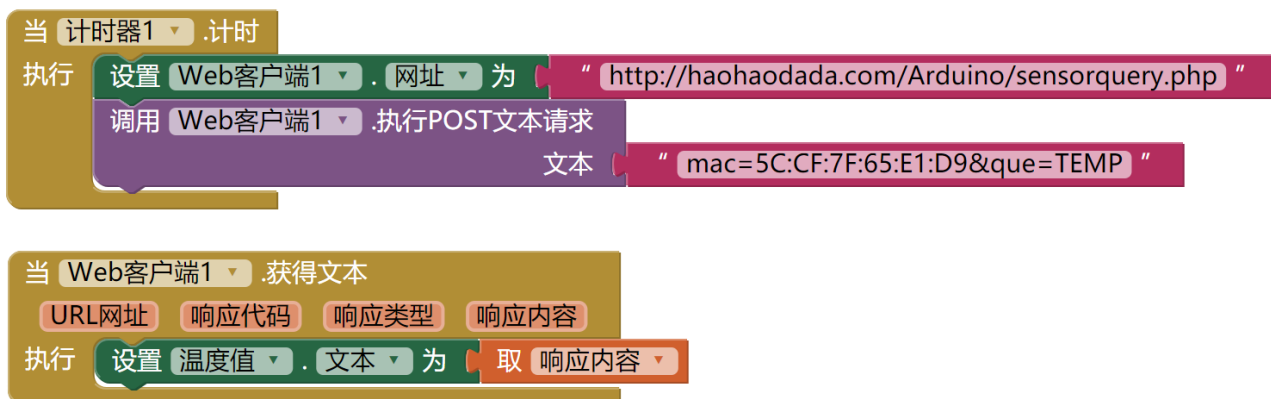 当 计时器1 .计时
执行 设置 Web客户端1 . 网址 为 “ http://haohaodada.com/Arduino/sensorquery.php ”
调用 Web客户端1 .执行POST文本请求
文本 “ mac=5C:CF:7F:65:E1:D9&que=TEMP ”
当 Web客户端1 .获得文本
URL网址 响应代码 响应类型 响应内容
执行 设置 温度值 . 文本 为 取 响应内容